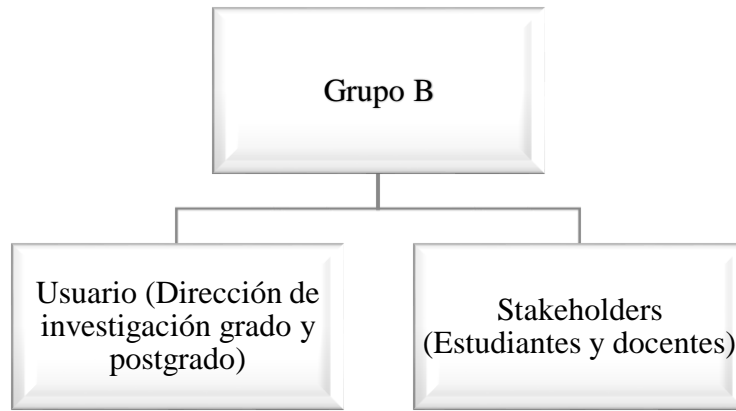 Grupo B
Usuario (Dirección de
investigación grado y
postgrado)
Stakeholders
(Estudiantes y docentes)